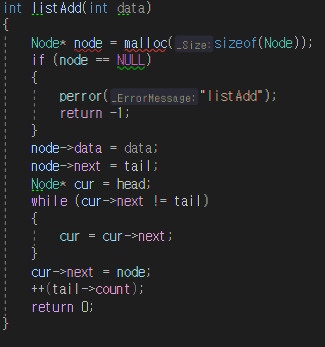 int listAdd(int data)
{
Node* node = malloc(_Size:sizeof(Node));
if (node == NULL)
{
perror(_ErrorMessage:"listAdd");
return -1;
}
node->data = data;
node->next = tail;
Node* cur = head;
while (cur->next != tail)
{
cur = cur->next;
}
cur->next = node;
++(tail->count);
return 0;
}